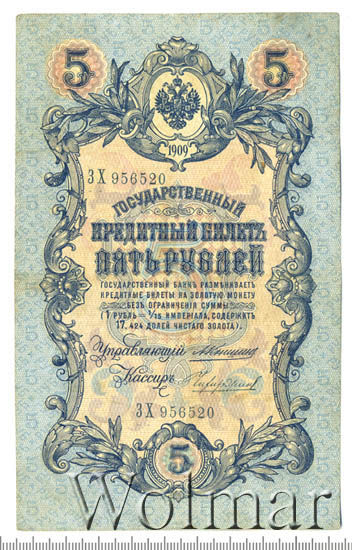 5 5
1909
ЗХ 956520
ГОСУДАРСТВЕННЫЙ
КРЕДИТНЫЙ БИЛЕТЪ
ПЯТЬ РУБЛЕЙ
ГОСУДАРСТВЕННЫЙ БАНКЪ РАЗМѢНИВАЕТЪ
КРЕДИТНЫЕ БИЛЕТЫ НА ЗОЛОТУЮ МОНЕТУ
БЕЗЪ ОГРАНИЧЕНІЯ СУММЫ
(1 РУБЛЬ = 1/15 ИМПЕРІАЛА, СОДЕРЖИТЪ
17,424 ДОЛЕЙ ЧИСТАГО ЗОЛОТА).
Управляющій
Кассиръ
ЗХ 956520
5
Wolmar